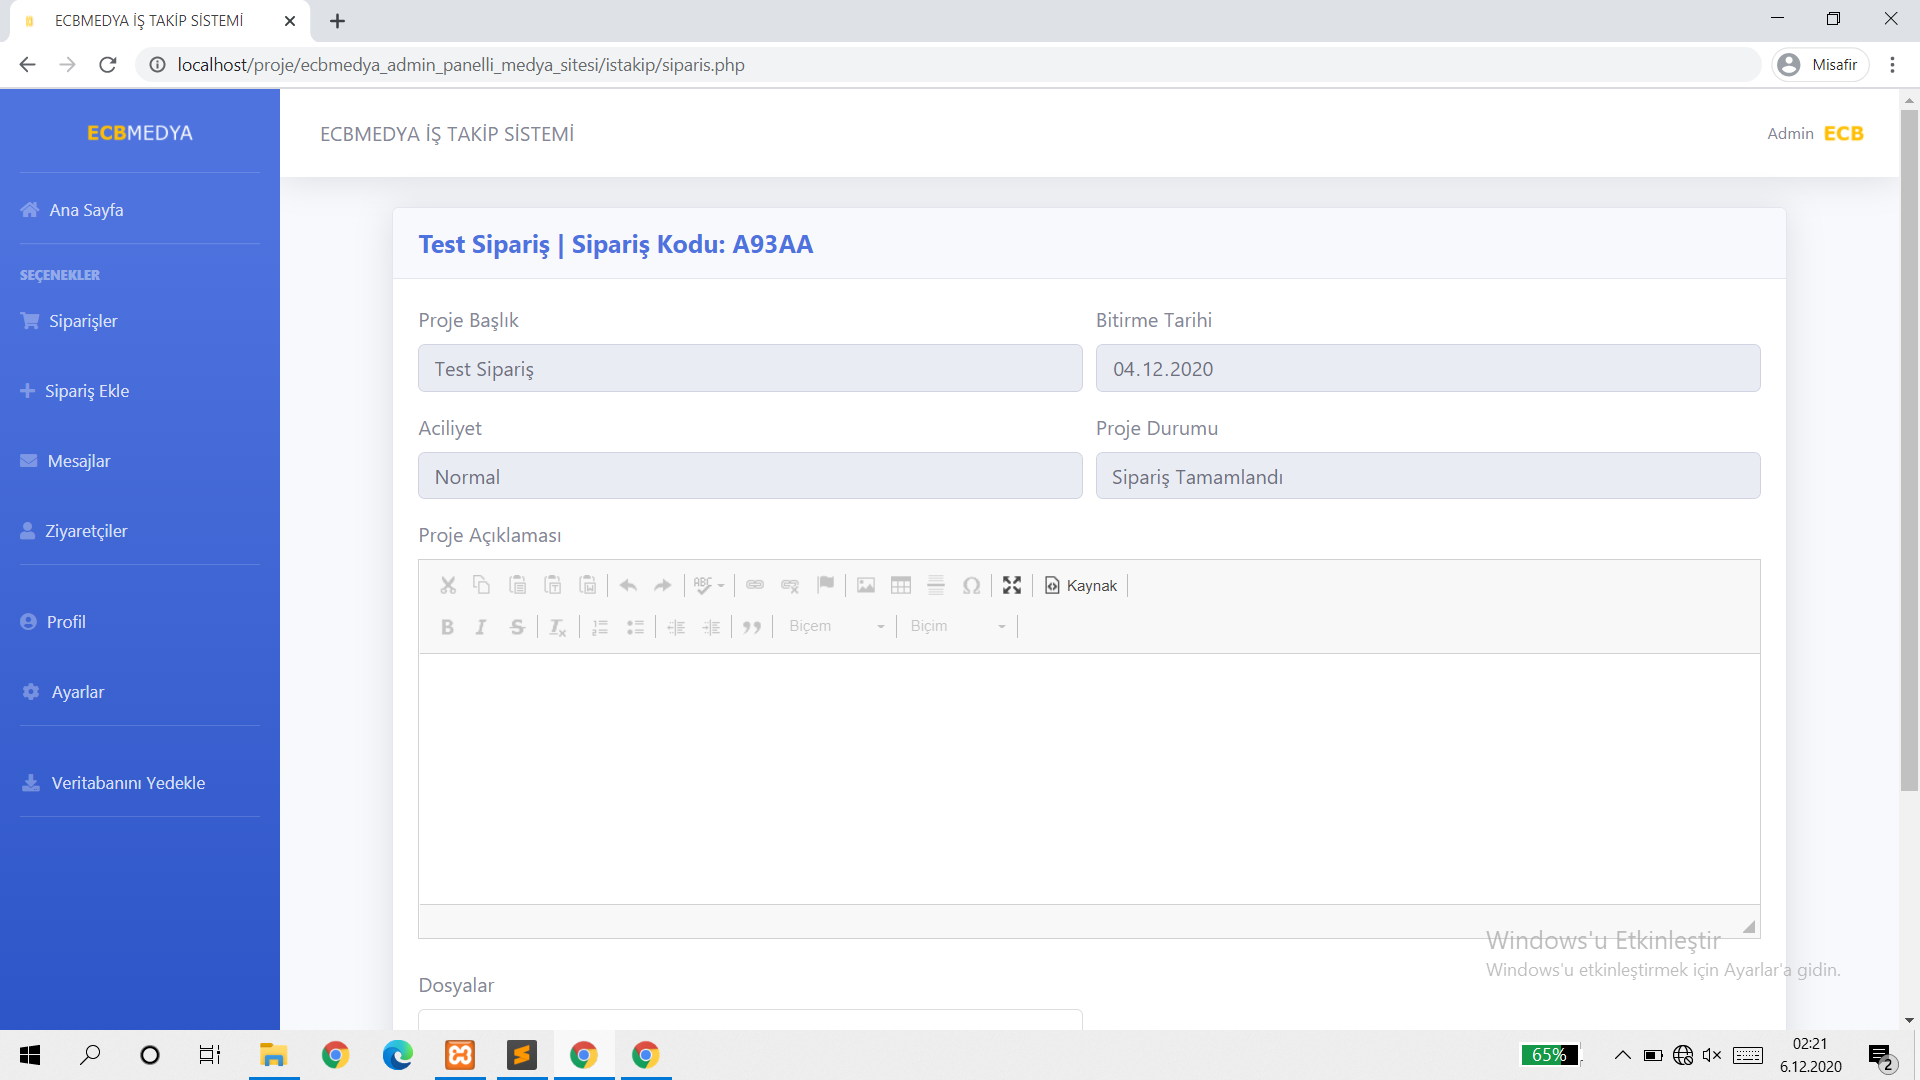 ECBMEDYA İŞ TAKİP SİSTEMİ
localhost/proje/ecbmedya_admin_panelli_medya_sitesi/istakip/siparis.php
Misafir
ECBMEDYA
ECBMEDYA İŞ TAKİP SİSTEMİ
Admin ECB
Ana Sayfa
SEÇENEKLER
Siparişler
Sipariş Ekle
Mesajlar
Ziyaretçiler
Profil
Ayarlar
Veritabanını Yedekle
Test Sipariş | Sipariş Kodu: A93AA
Proje Başlık
Bitirme Tarihi
Test Sipariş
04.12.2020
Aciliyet
Proje Durumu
Normal
Sipariş Tamamlandı
Proje Açıklaması
ABC
Kaynak
B I S Ix
Biçem
Biçim
Dosyalar
Windows'u Etkinleştir
Windows'u etkinleştirmek için Ayarlar'a gidin.
65%
02:21
6.12.2020
2